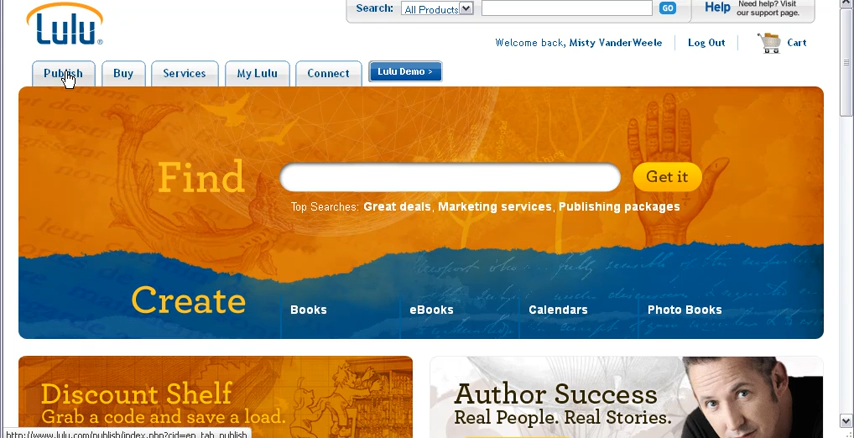 Search: All Products GO Help Need help? Visit our support page.
LULU®
Welcome back, Misty VanderWeele Log Out Cart
Publish Buy Services My Lulu Connect Lulu Demo >
Find Get it
Top Searches: Great deals, Marketing services, Publishing packages
Create Books eBooks Calendars Photo Books
Discount Shelf
Grab a code and save a load.
Author Success
Real People. Real Stories.
http://www.lulu.com/publish/index.php?cid=en_tab_publish